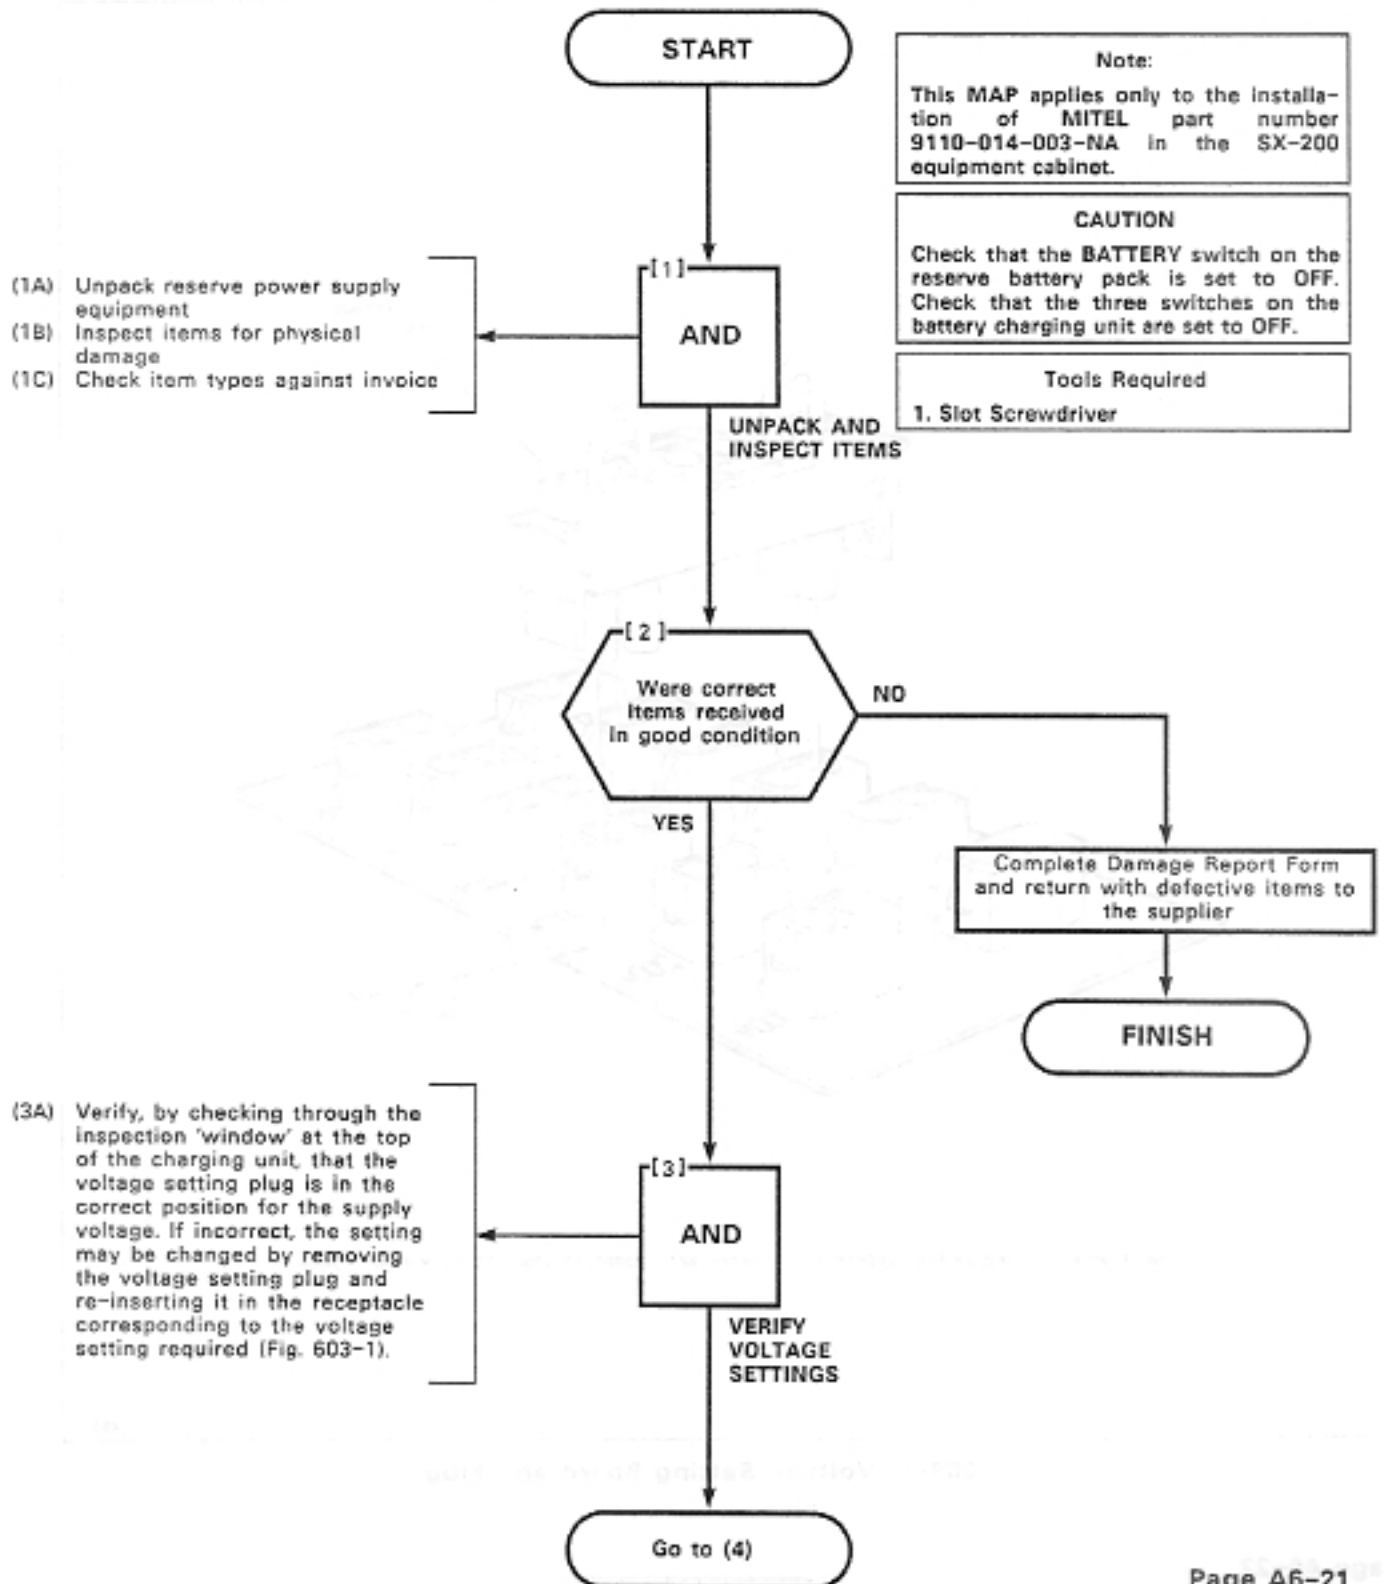 START
Note:
This MAP applies only to the installa-
tion of MITEL part number
9110-014-003-NA in the SX-200
equipment cabinet.
CAUTION
Check that the BATTERY switch on the
reserve battery pack is set to OFF.
Check that the three switches on the
battery charging unit are set to OFF.
Tools Required
1. Slot Screwdriver
[1]
AND
(1A) Unpack reserve power supply
equipment
(1B) Inspect items for physical
damage
(1C) Check item types against invoice
UNPACK AND
INSPECT ITEMS
[2]
Were correct
items received
in good condition
NO
YES
Complete Damage Report Form
and return with defective items to
the supplier
FINISH
(3A) Verify, by checking through the
inspection 'window' at the top
of the charging unit, that the
voltage setting plug is in the
correct position for the supply
voltage. If incorrect, the setting
may be changed by removing
the voltage setting plug and
re-inserting it in the receptacle
corresponding to the voltage
setting required (Fig. 603-1).
[3]
AND
VERIFY
VOLTAGE
SETTINGS
Go to (4)
Page A6-21